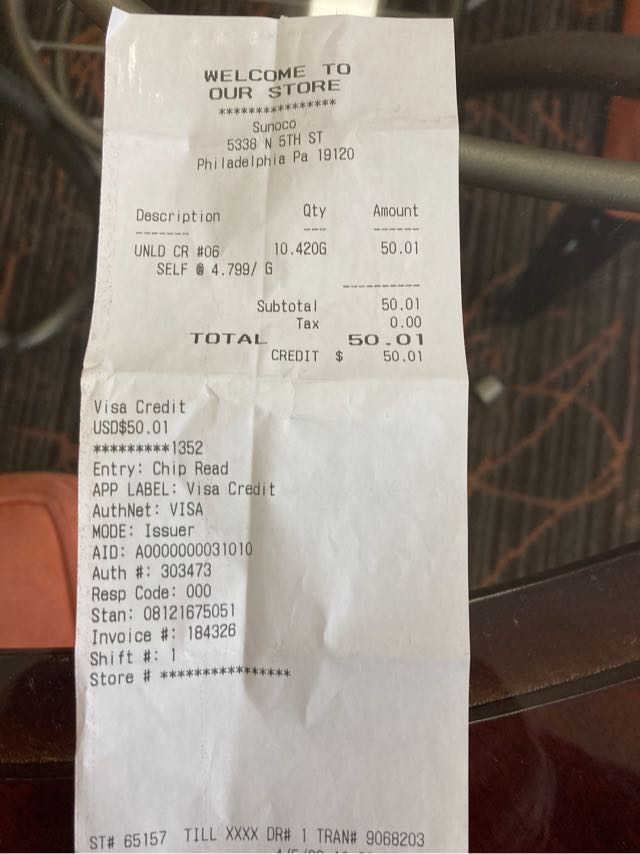 WELCOME TO
OUR STORE
****************
Sunoco
5338 N 5TH ST
Philadelphia Pa 19120
Description Qty Amount
------- --- ------
UNLD CR #06 10.420G 50.01
SELF @ 4.799/ G
----------
Subtotal 50.01
Tax 0.00
TOTAL 50.01
CREDIT $ 50.01
Visa Credit
USD$50.01
*********1352
Entry: Chip Read
APP LABEL: Visa Credit
AuthNet: VISA
MODE: Issuer
AID: A0000000031010
Auth #: 303473
Resp Code: 000
Stan: 08121675051
Invoice #: 184326
Shift #: 1
Store # *****************
ST# 65157 TILL XXXX DR# 1 TRAN# 9068203